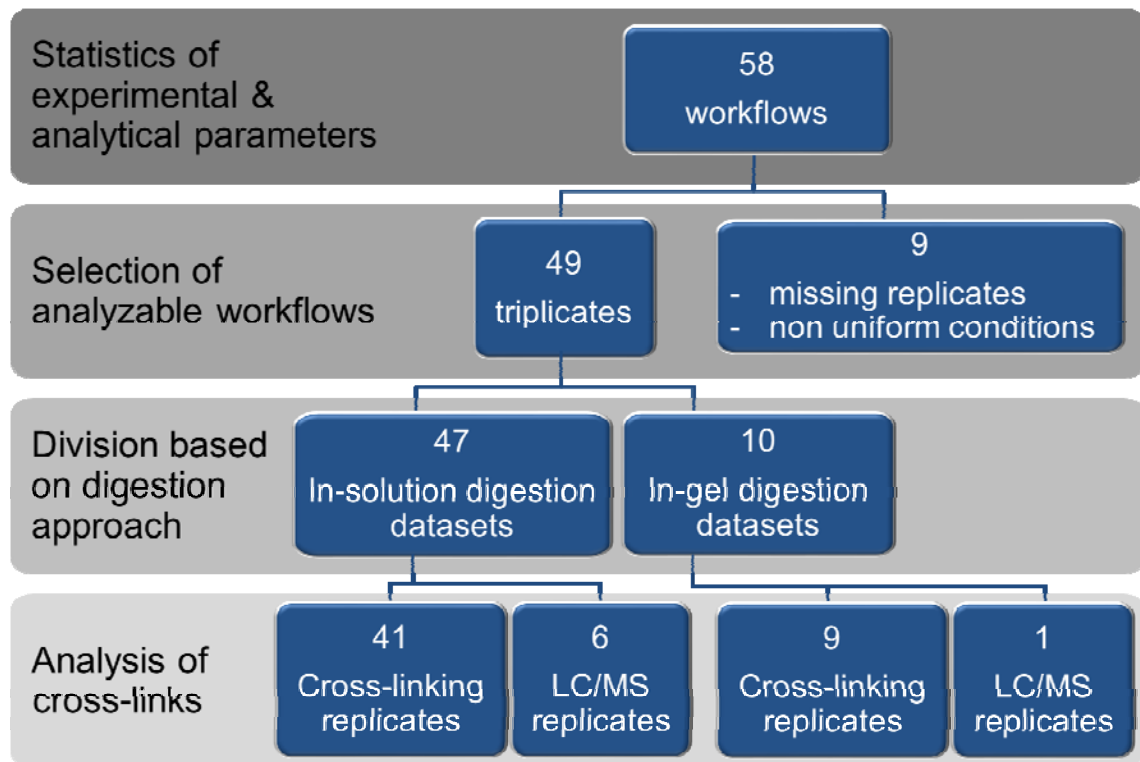 Statistics of
experimental &
analytical parameters
58
workflows
Selection of
analyzable workflows
49
triplicates
9
- missing replicates
- non uniform conditions
Division based
on digestion
approach
47
In-solution digestion
datasets
10
In-gel digestion
datasets
Analysis of
cross-links
41
Cross-linking
replicates
6
LC/MS
replicates
9
Cross-linking
replicates
1
LC/MS
replicates